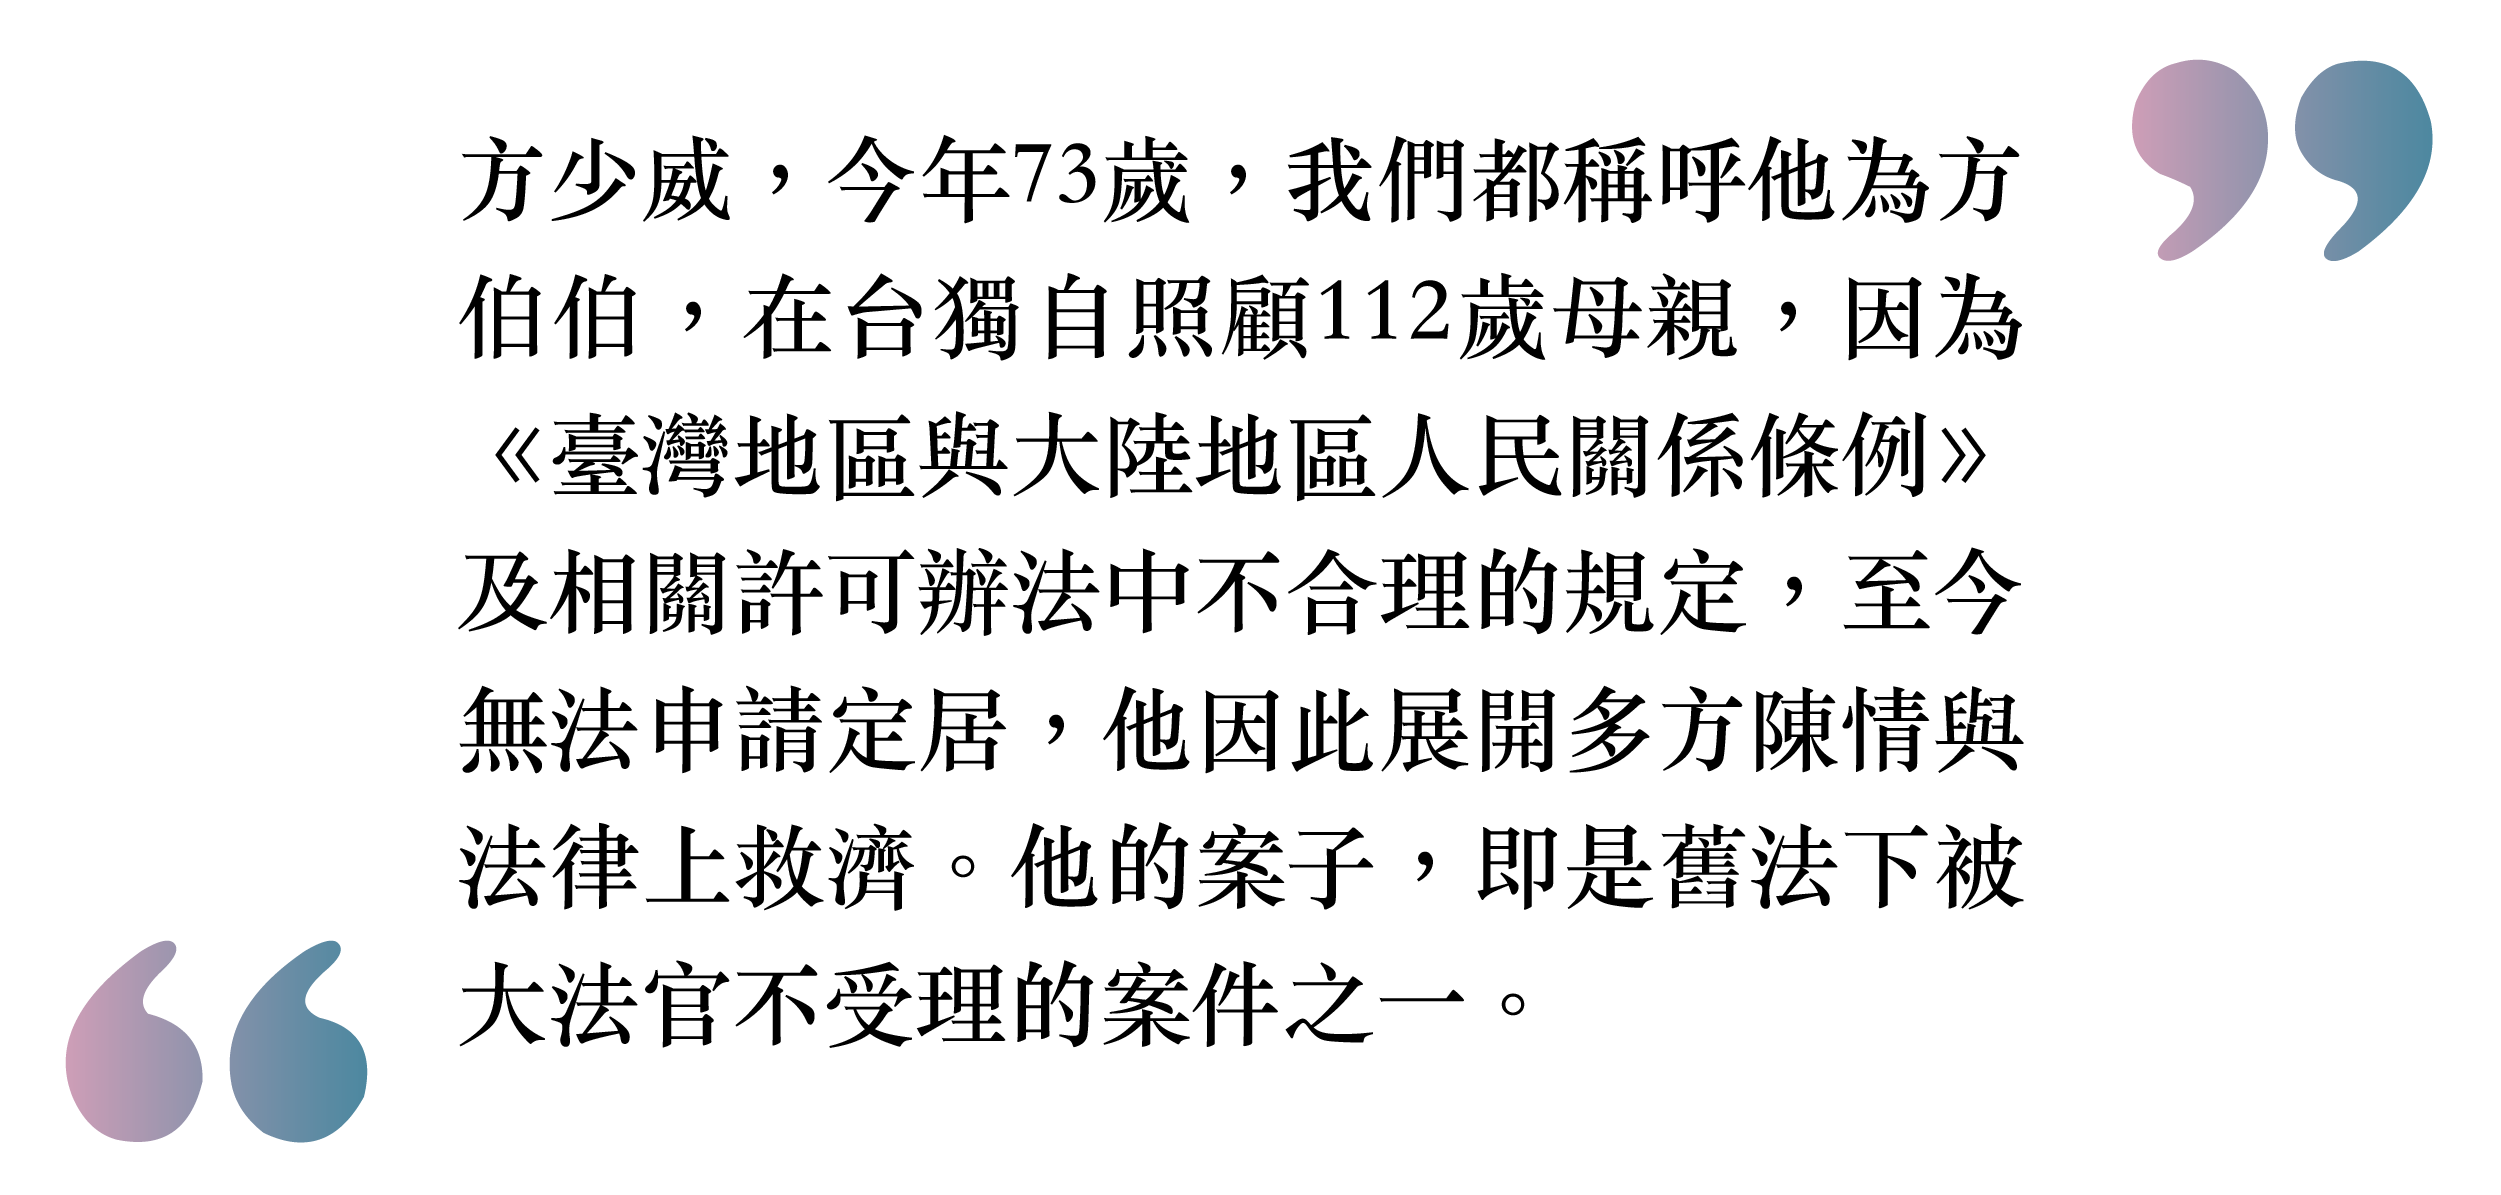 方少威，今年73歲，我們都稱呼他為方
伯伯，在台獨自照顧112歲母親，因為
《臺灣地區與大陸地區人民關係條例》
及相關許可辦法中不合理的規定，至今
無法申請定居，他因此展開多方陳情與
法律上救濟。他的案子，即是舊法下被
大法官不受理的案件之一。